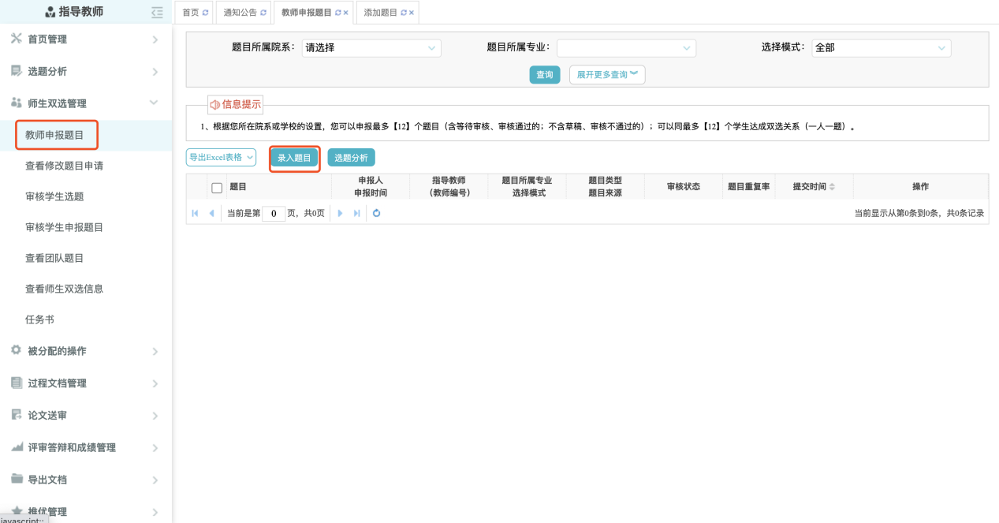 指导教师
首页
通知公告
教师申报题目
添加题目
首页管理
选题分析
师生双选管理
教师申报题目
查看修改题目申请
审核学生选题
审核学生申报题目
查看团队题目
查看师生双选信息
任务书
被分配的操作
过程文档管理
论文送审
评审答辩和成绩管理
导出文档
推优管理
javascript:;
题目所属院系： 请选择 题目所属专业： 选择模式： 全部
查询 展开更多查询
信息提示
1、根据您所在院系或学校的设置，您可以申报最多【12】个题目（含等待审核、审核通过的；不含草稿、审核不通过的）；可以同最多【12】个学生达成双选关系（一人一题）。
导出Excel表格 录入题目 选题分析
题目 申报人 指导教师 题目所属专业 题目类型 审核状态 题目重复率 提交时间 操作
申报时间 （教师编号） 选择模式 题目来源
当前是第 0 页，共0页 当前显示从第0条到0条，共0条记录